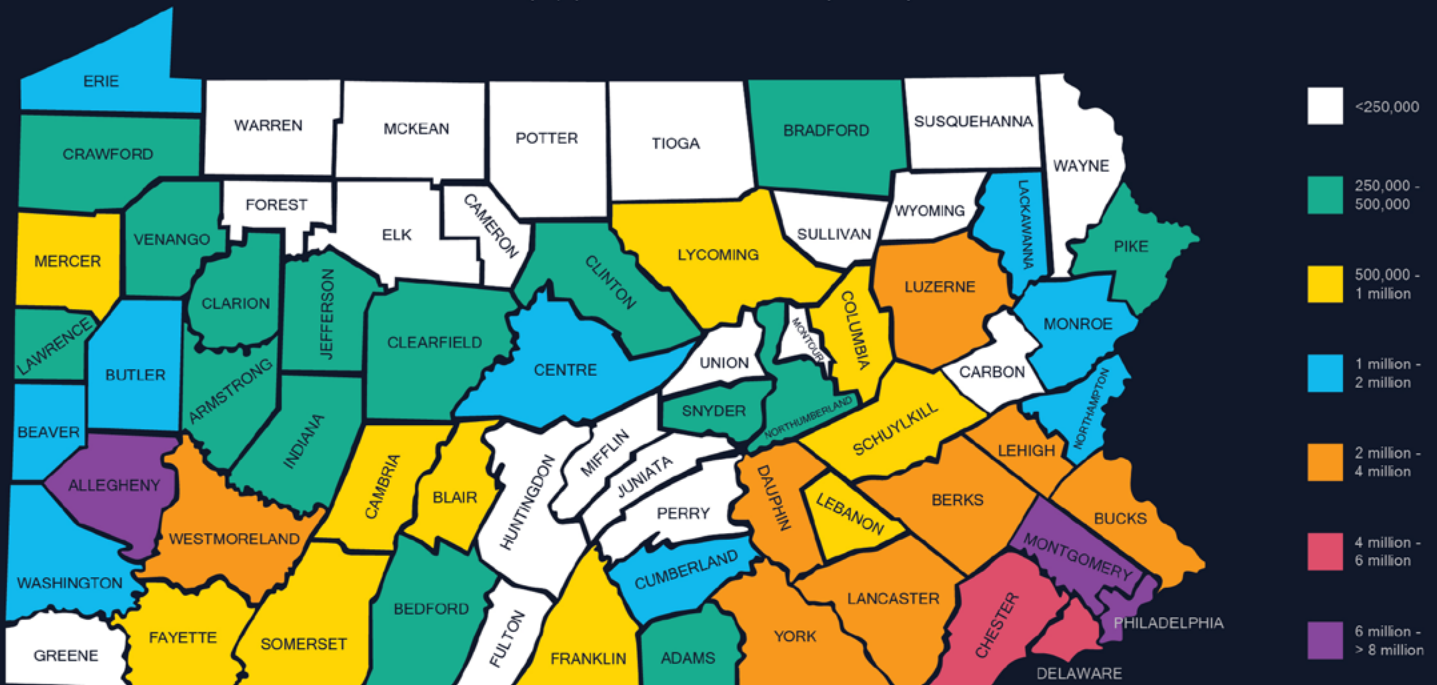 ERIE
WARREN
MCKEAN
POTTER
TIOGA
BRADFORD
SUSQUEHANNA
WAYNE
CRAWFORD
FOREST
ELK
CAMERON
SULLIVAN
WYOMING
LACKAWANNA
PIKE
MERCER
VENANGO
CLARION
JEFFERSON
CLEARFIELD
CLINTON
LYCOMING
COLUMBIA
LUZERNE
MONROE
LAWRENCE
BUTLER
ARMSTRONG
INDIANA
CENTRE
UNION
MONTOUR
CARBON
NORTHAMPTON
BEAVER
SNYDER
NORTHUMBERLAND
SCHUYLKILL
LEHIGH
ALLEGHENY
WESTMORELAND
CAMBRIA
BLAIR
HUNTINGDON
MIFFLIN
JUNIATA
PERRY
DAUPHIN
LEBANON
BERKS
BUCKS
WASHINGTON
CUMBERLAND
MONTGOMERY
GREENE
FAYETTE
SOMERSET
BEDFORD
FULTON
FRANKLIN
ADAMS
YORK
LANCASTER
CHESTER
PHILADELPHIA
DELAWARE
<250,000
250,000 -
500,000
500,000 -
1 million
1 million -
2 million
2 million -
4 million
4 million -
6 million
6 million -
> 8 million